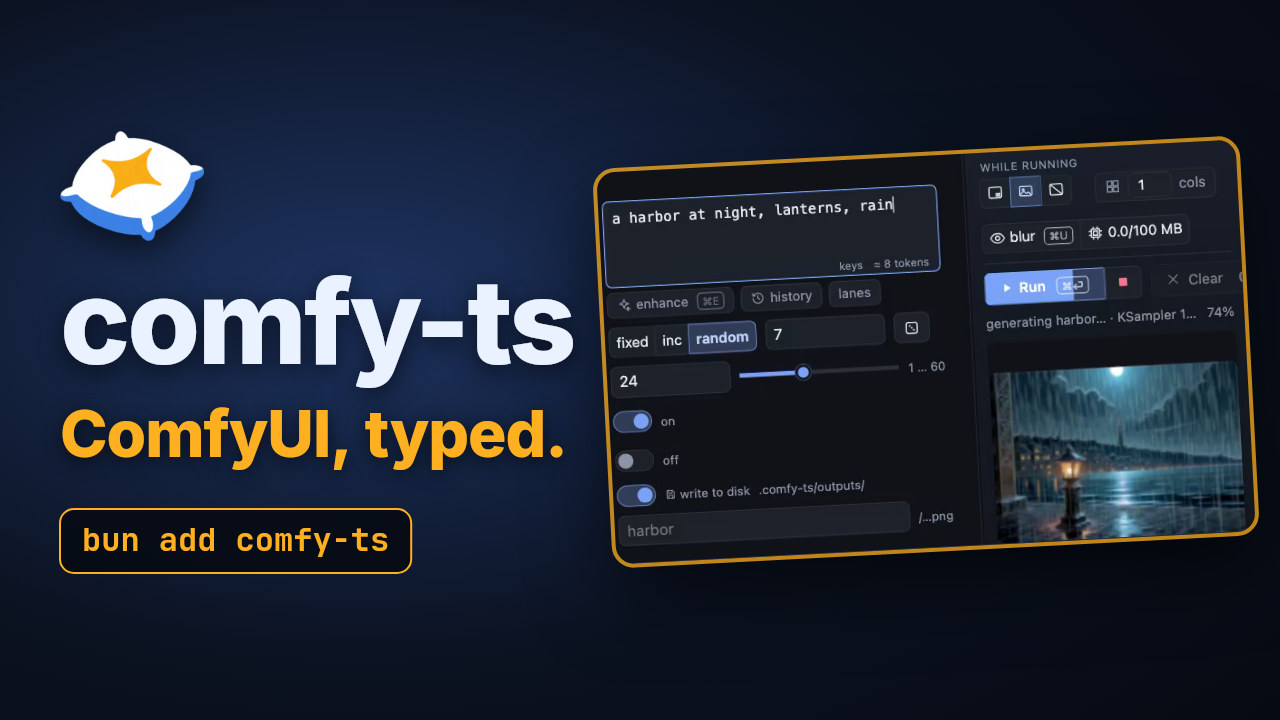 comfy-ts
ComfyUI, typed.
bun add comfy-ts
a harbor at night, lanterns, rain
keys ≈ 8 tokens
enhance ⌘E history lanes
fixed inc random 7
24 1 ... 60
on
off
write to disk .comfy-ts/outputs/
harbor /...png
WHILE RUNNING
1 cols
blur ⌘U 0.0/100 MB
Run ⌘⏎ Clear
generating harbor... · KSampler 1... 74%